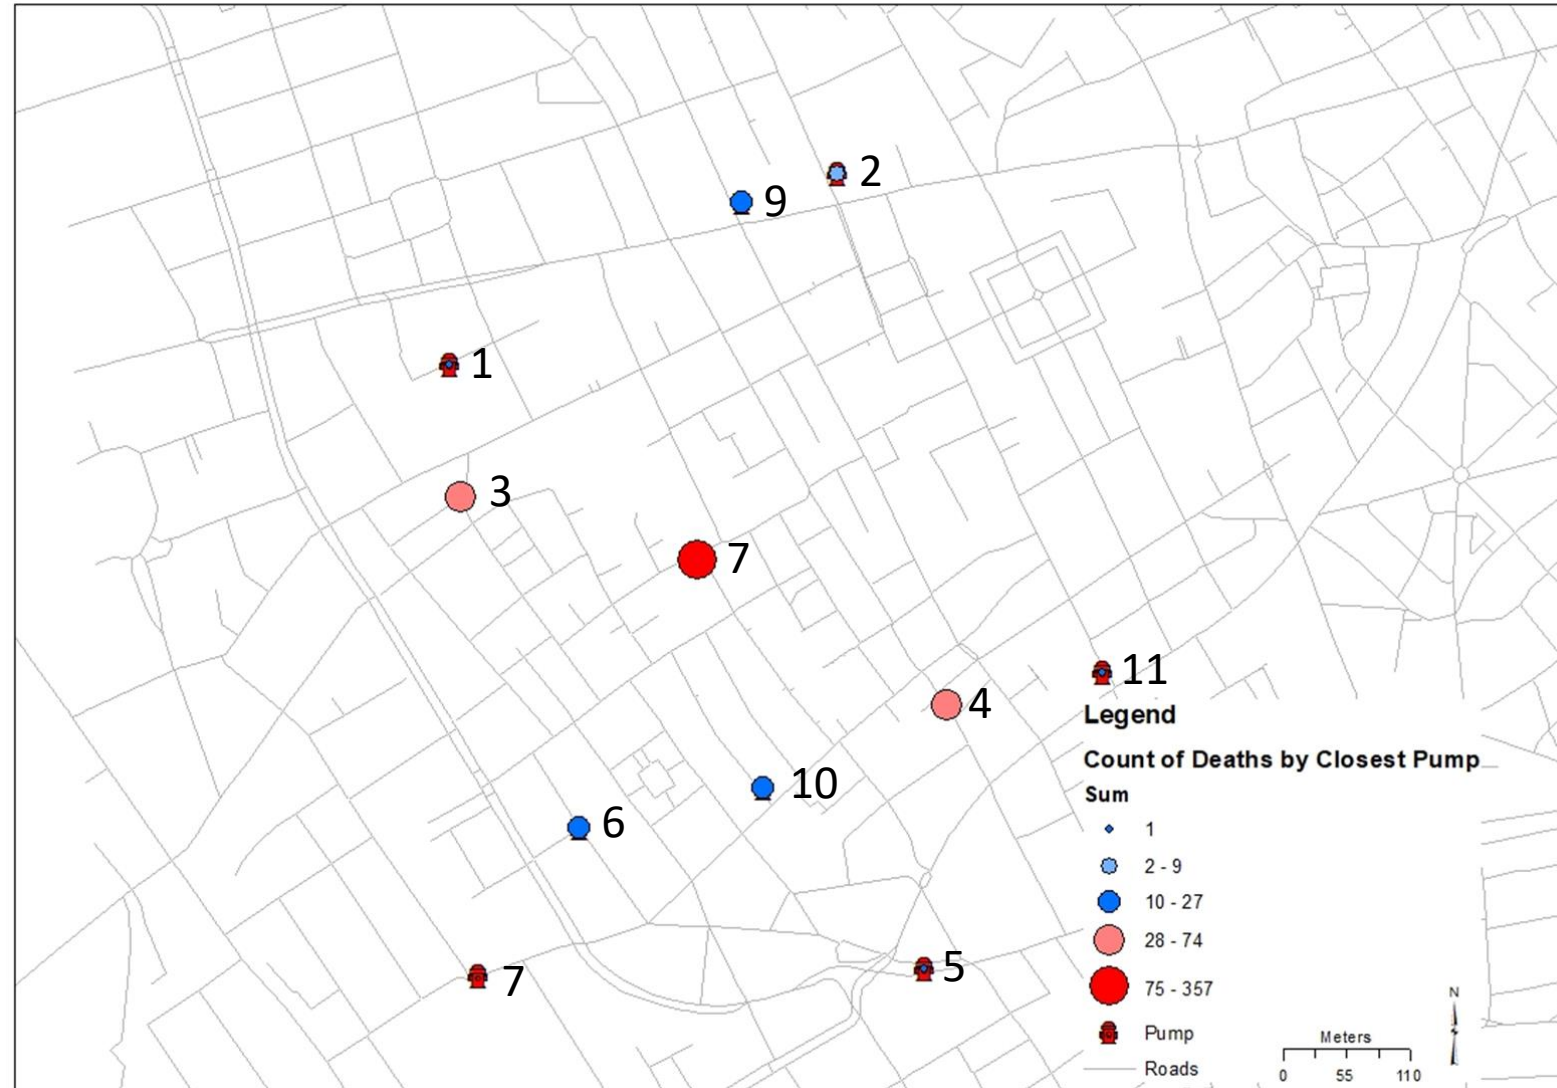 2
9
1
3
7
11
4
10
6
7
5
Legend
Count of Deaths by Closest Pump
Sum
1
2 - 9
10 - 27
28 - 74
75 - 357
Pump
Roads
N
Meters
0 55 110